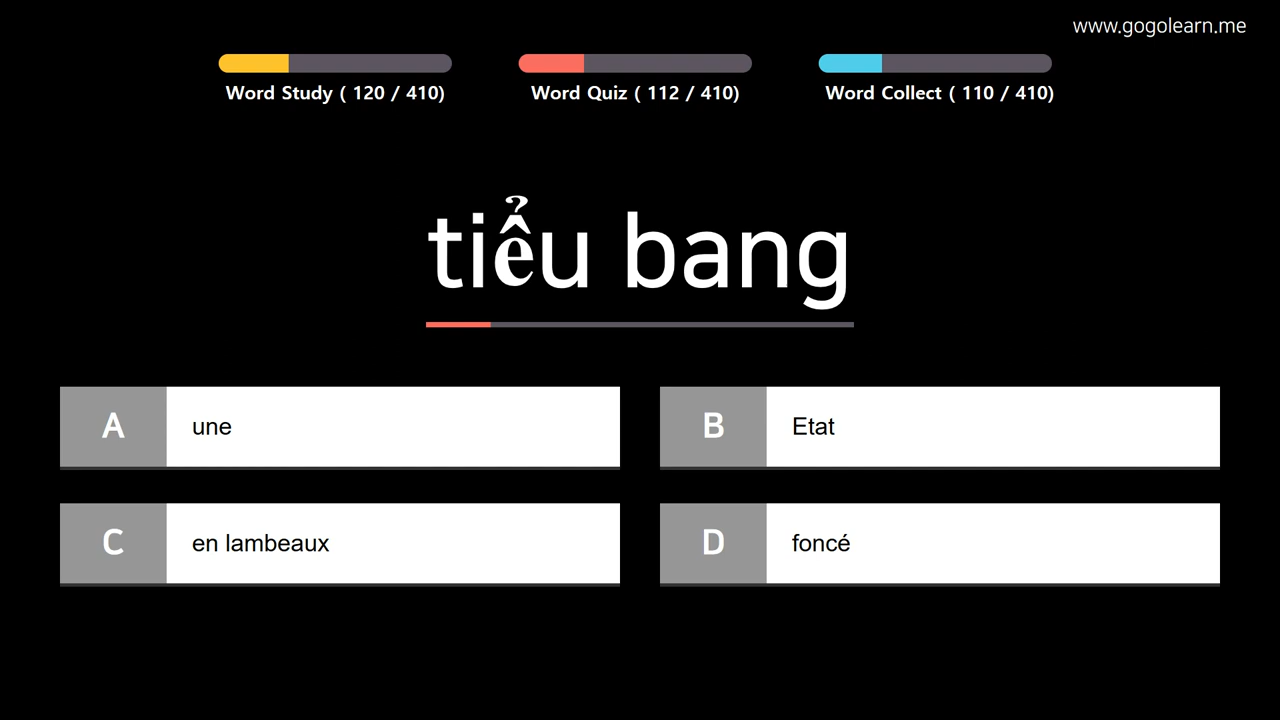 www.gogolearn.me
Word Study ( 120 / 410)
Word Quiz ( 112 / 410)
Word Collect ( 110 / 410)
tiểu bang
A une
B Etat
C en lambeaux
D foncé